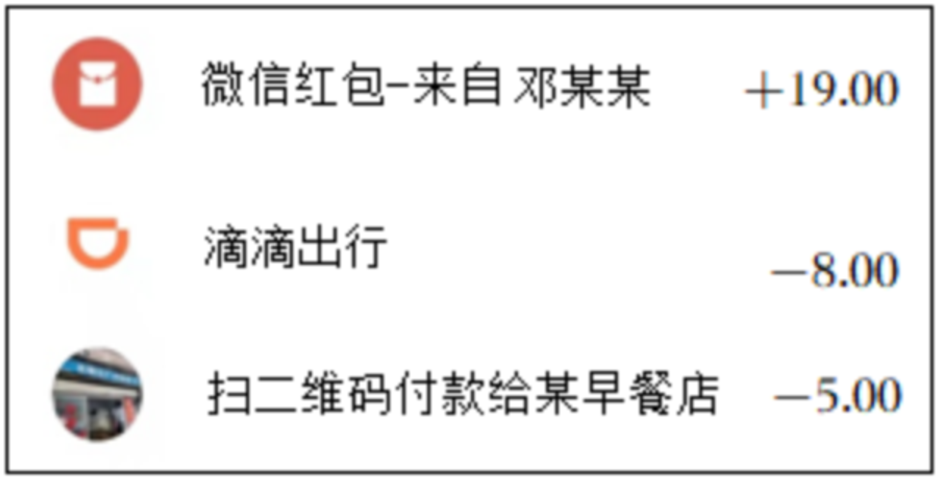 微信红包-来自 邓某某 +19.00
滴滴出行 -8.00
扫二维码付款给某早餐店 -5.00